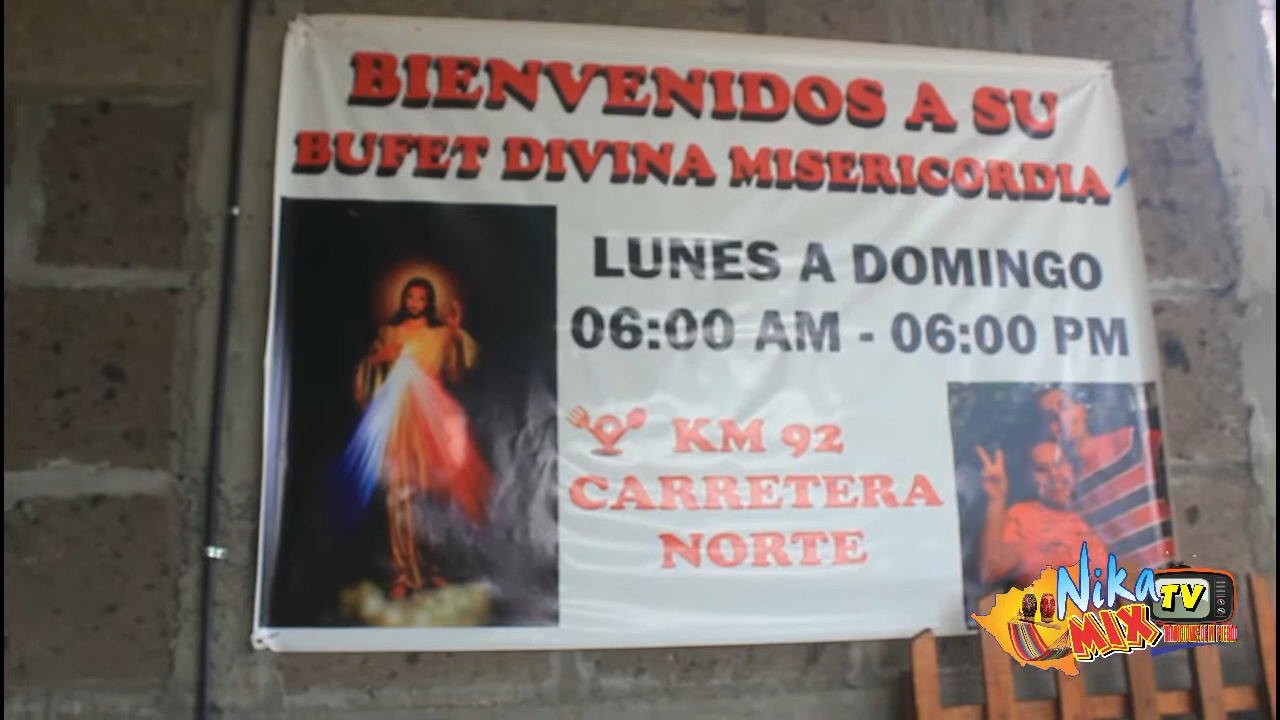 BIENVENIDOS A SU
BUFET DIVINA MISERICORDIA
LUNES A DOMINGO
06:00 AM - 06:00 PM
KM 92
CARRETERA
NORTE
Nika TV
MIX